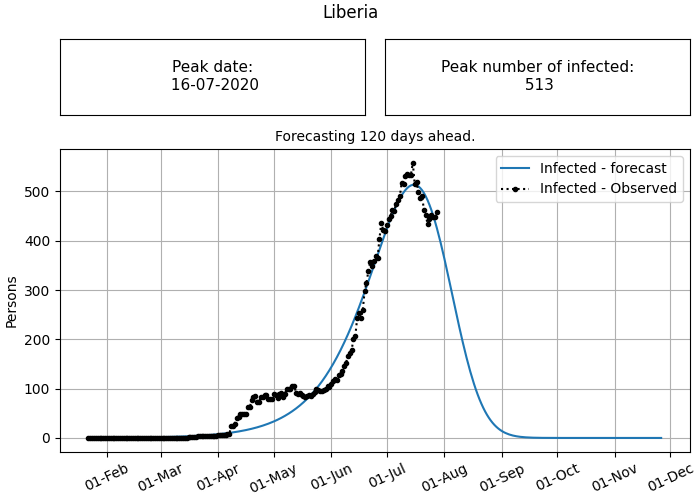 Liberia
Peak date:
16-07-2020
Peak number of infected:
513
Forecasting 120 days ahead.
Infected - forecast
Infected - Observed
Persons
500
400
300
200
100
0
01-Feb
01-Mar
01-Apr
01-May
01-Jun
01-Jul
01-Aug
01-Sep
01-Oct
01-Nov
01-Dec